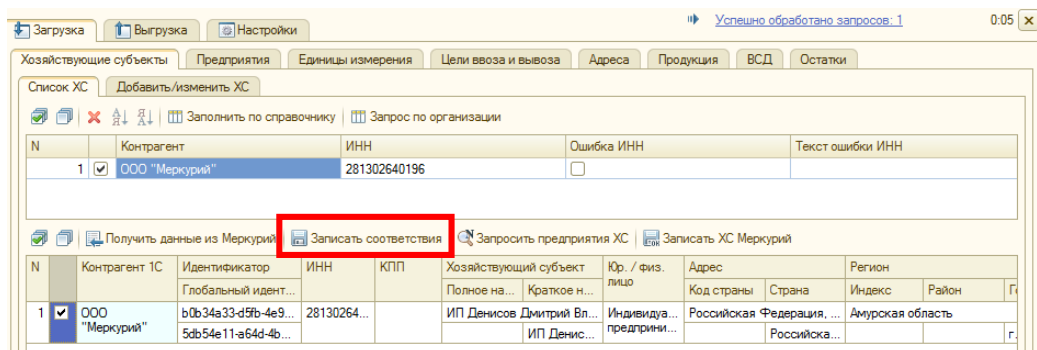 Загрузка Выгрузка Настройки Успешно обработано запросов: 1 0:05
Хозяйствующие субъекты Предприятия Единицы измерения Цели ввоза и вывоза Адреса Продукция ВСД Остатки
Список ХС Добавить/изменить ХС
Заполнить по справочнику Запрос по организации
N Контрагент ИНН Ошибка ИНН Текст ошибки ИНН
1 ООО "Меркурий" 281302640196
Получить данные из Меркурий Записать соответствия Запросить предприятия ХС Записать ХС Меркурий
N Контрагент 1С Идентификатор ИНН КПП Хозяйствующий субъект Юр. / физ. Адрес Регион
лицо
Глобальный идент... Полное на... Краткое н... Код страны Страна Индекс Район
1 ООО b0b34a33-d5fb-4e9... 28130264... ИП Денисов Дмитрий Вл... Индивидуа... Российская Федерация, ... Амурская область
"Меркурий" 5db54e11-a64d-4b... ИП Денис... предприни... Российска... г.